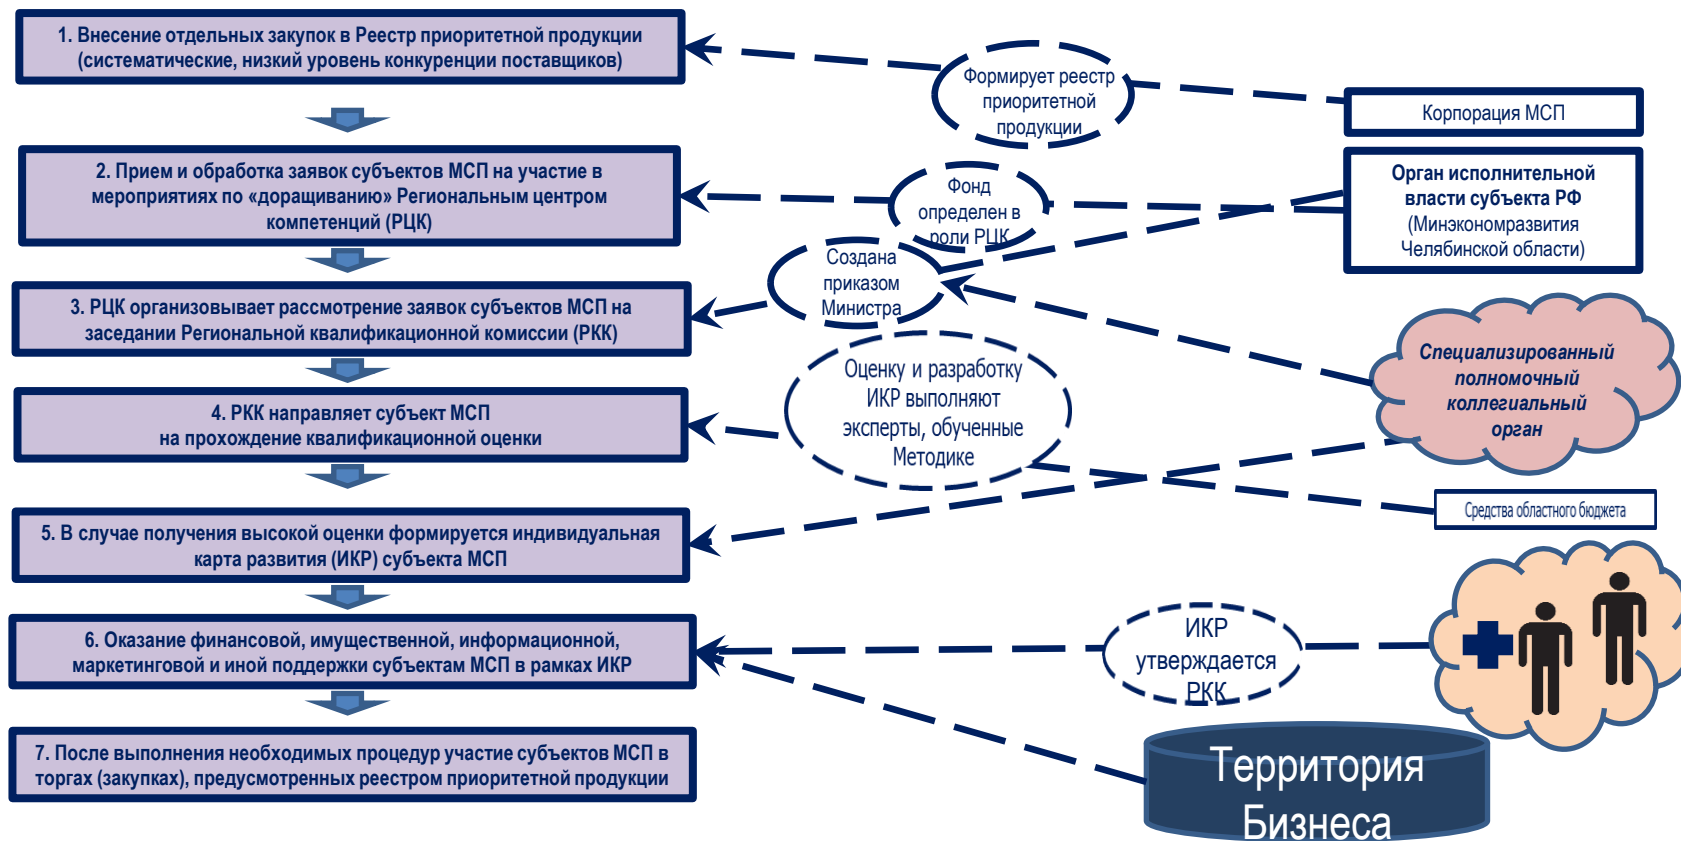 1. Внесение отдельных закупок в Реестр приоритетной продукции
(систематические, низкий уровень конкуренции поставщиков)
2. Прием и обработка заявок субъектов МСП на участие в
мероприятиях по «доращиванию» Региональным центром
компетенций (РЦК)
3. РЦК организовывает рассмотрение заявок субъектов МСП на
заседании Региональной квалификационной комиссии (РКК)
4. РКК направляет субъект МСП
на прохождение квалификационной оценки
5. В случае получения высокой оценки формируется индивидуальная
карта развития (ИКР) субъекта МСП
6. Оказание финансовой, имущественной, информационной,
маркетинговой и иной поддержки субъектам МСП в рамках ИКР
7. После выполнения необходимых процедур участие субъектов МСП в
торгах (закупках), предусмотренных реестром приоритетной продукции
Формирует реестр
приоритетной
продукции
Фонд
определен в
роли РЦК
Создана
приказом
Министра
Оценку и разработку
ИКР выполняют
эксперты, обученные
Методике
ИКР
утверждается
РКК
Корпорация МСП
Орган исполнительной
власти субъекта РФ
(Минэкономразвития
Челябинской области)
Специализированный
полномочный
коллегиальный
орган
Средства областного бюджета
Территория
Бизнеса